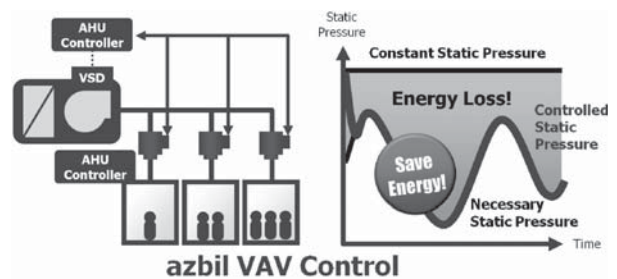 AHU
Controller
VSD
AHU
Controller
Static
Pressure
Constant Static Pressure
Energy Loss!
Controlled
Static
Pressure
Save
Energy!
Necessary
Static Pressure
Time
azbil VAV Control